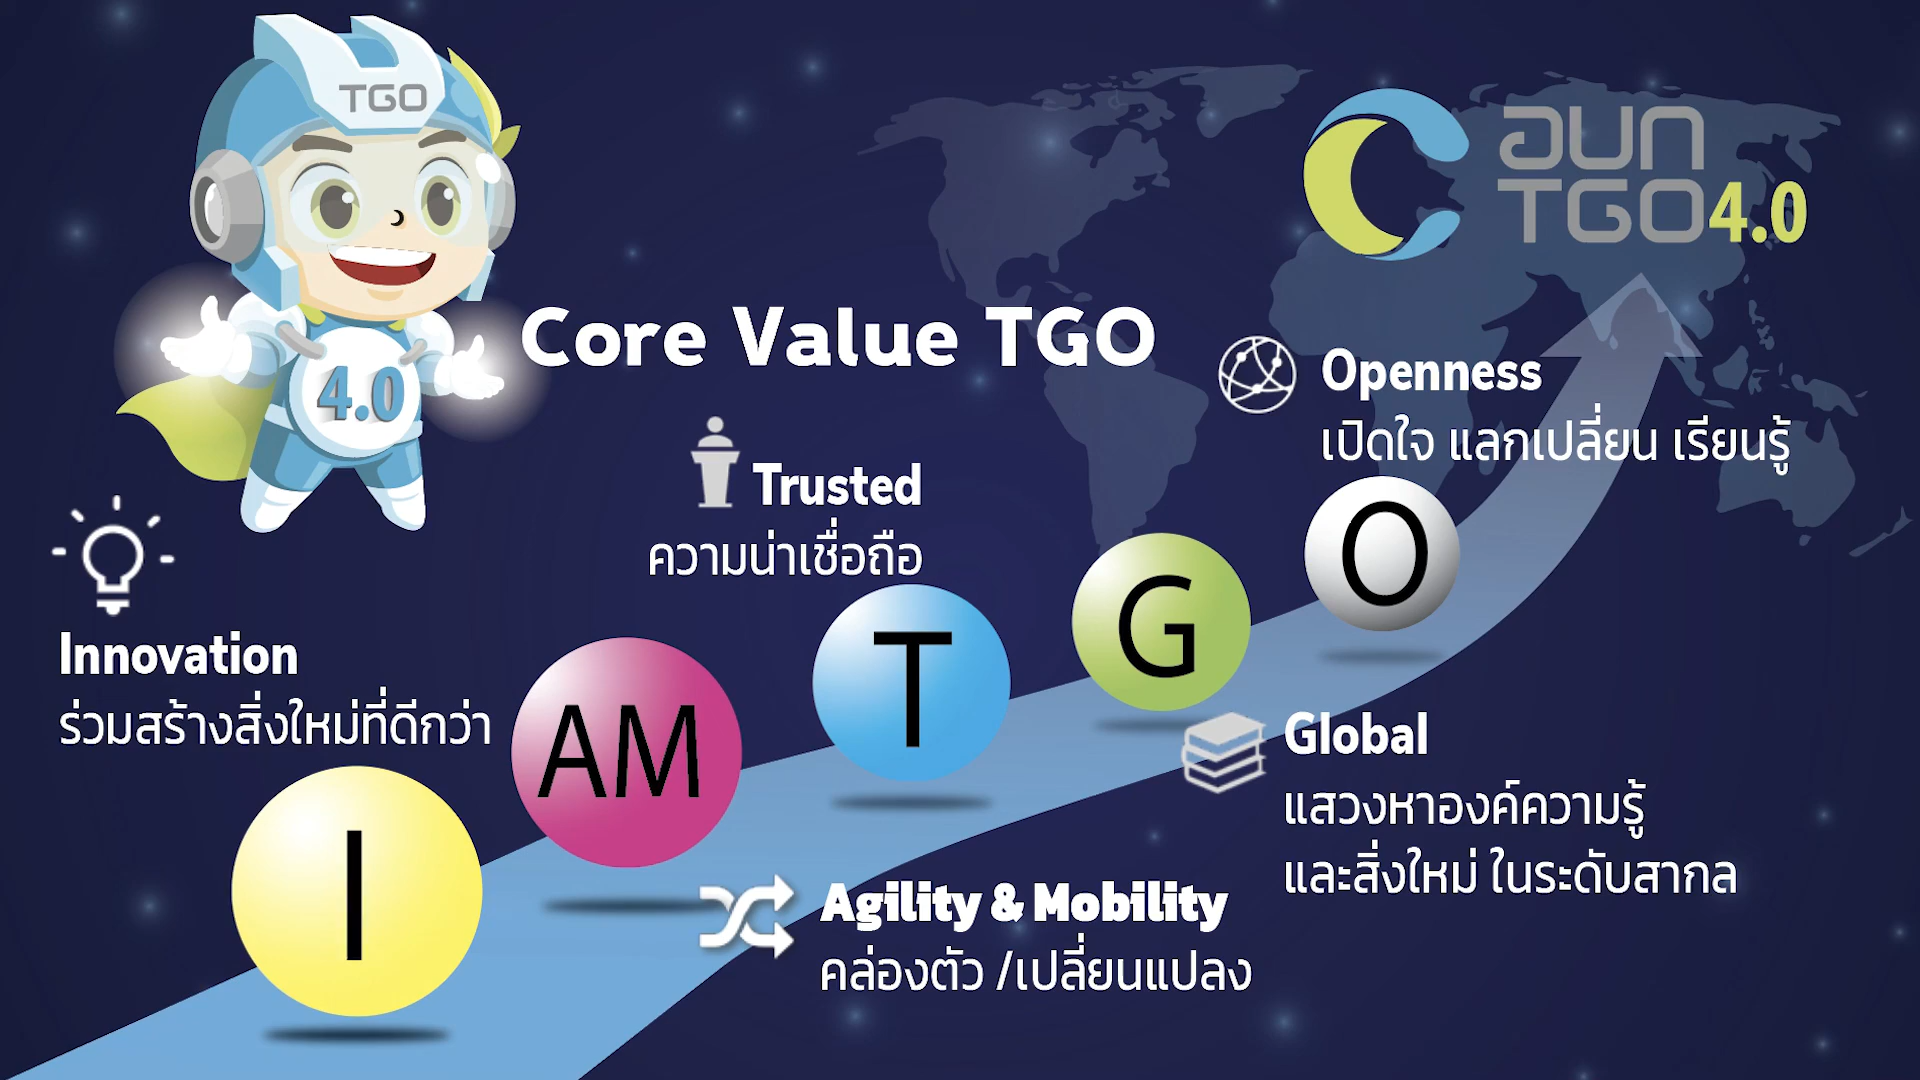 TGO
4.0
อบก
TGO4.0
Core Value TGO
Openness
เปิดใจ แลกเปลี่ยน เรียนรู้
Trusted
ความน่าเชื่อถือ
Innovation
ร่วมสร้างสิ่งใหม่ที่ดีกว่า
I
AM
T
G
O
Global
แสวงหาองค์ความรู้
และสิ่งใหม่ ในระดับสากล
Agility & Mobility
คล่องตัว /เปลี่ยนแปลง